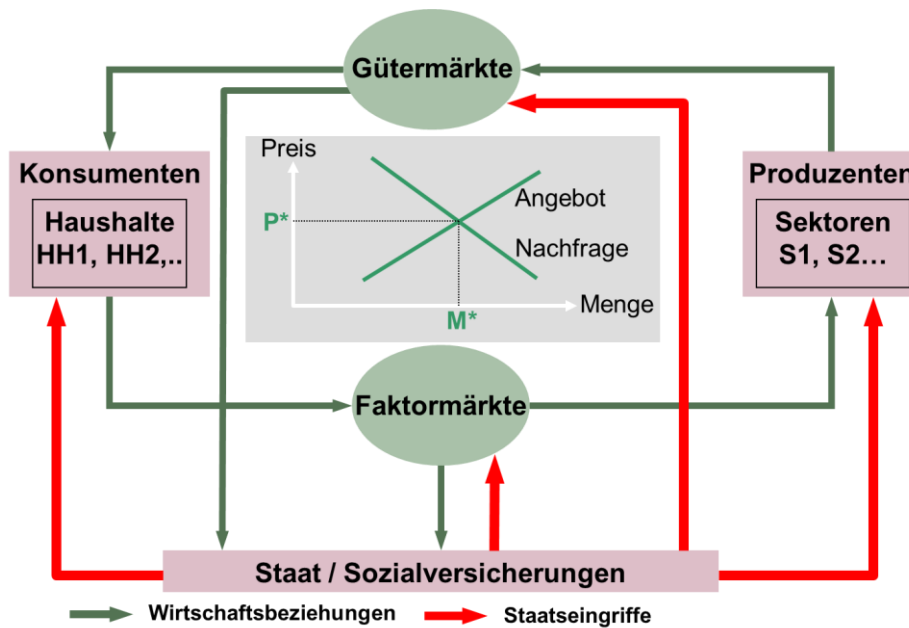 Gütermärkte
Konsumenten
Haushalte
HH1, HH2,..
Preis
P*
Angebot
Nachfrage
Menge
M*
Produzenten
Sektoren
S1, S2...
Faktormärkte
Staat / Sozialversicherungen
Wirtschaftsbeziehungen
Staatseingriffe